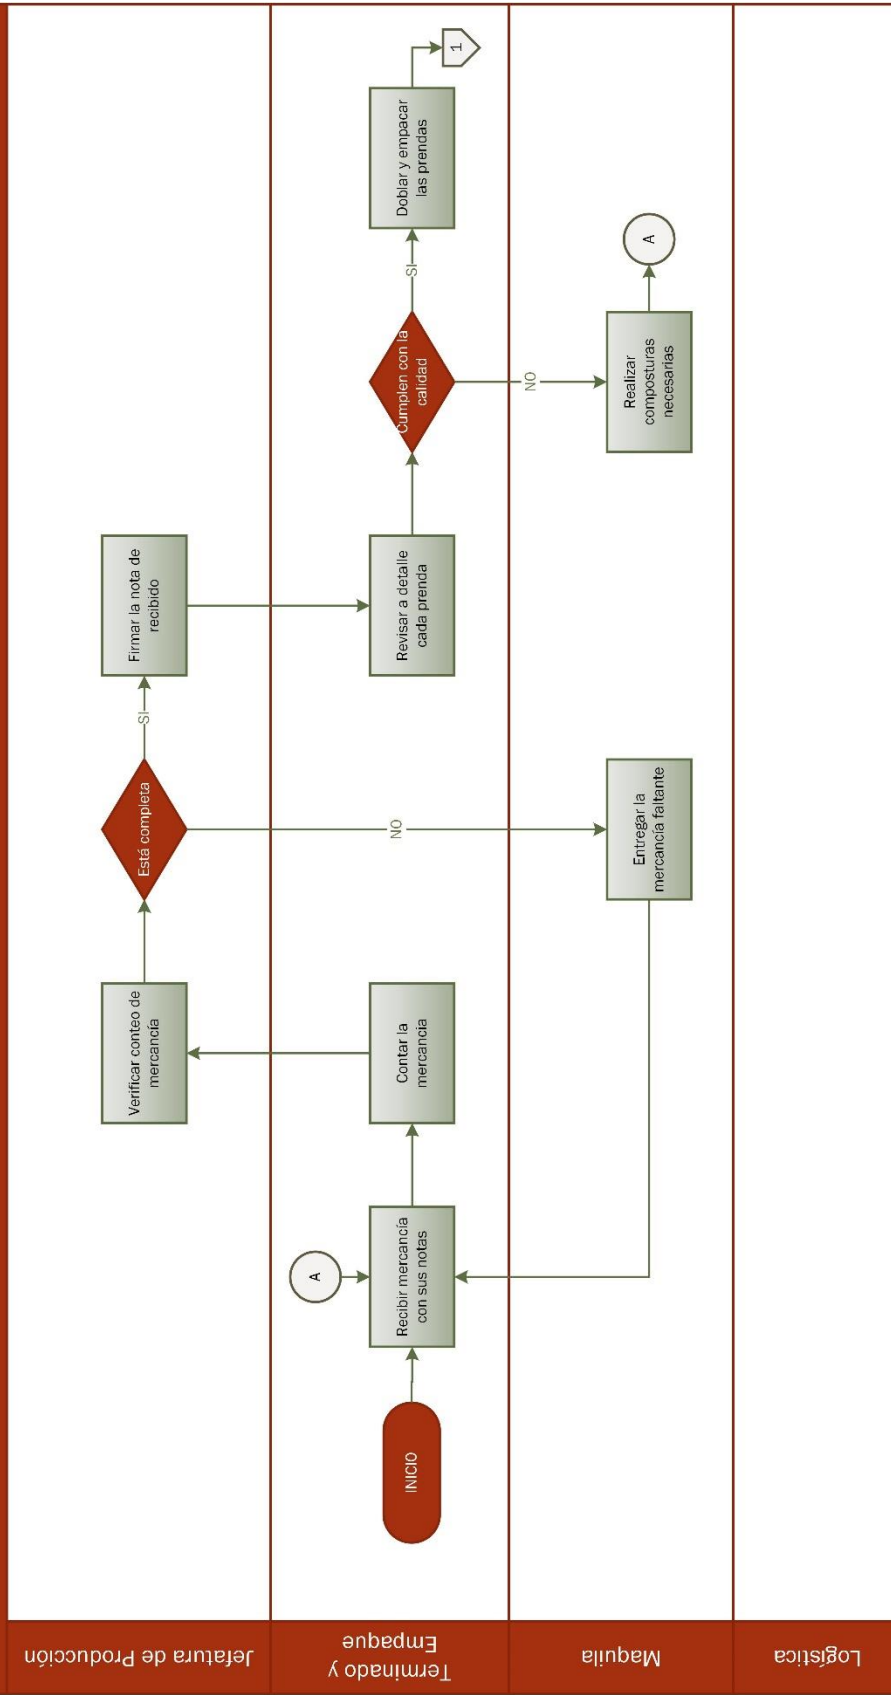 Jefatura de Producción
Verificar conteo de
mercancía
Está completa
SI
Firmar la nota de
recibido
Terminado y
Empaque
INICIO
A
Recibir mercancía
con sus notas
Contar la
mercancia
NO
Revisar a detalle
cada prenda
Cumplen con la
calidad
SI
Doblar y empacar
las prendas
1
Maquila
Entregar la
mercancía faltante
NO
Realizar
composturas
necesarias
A
Logística